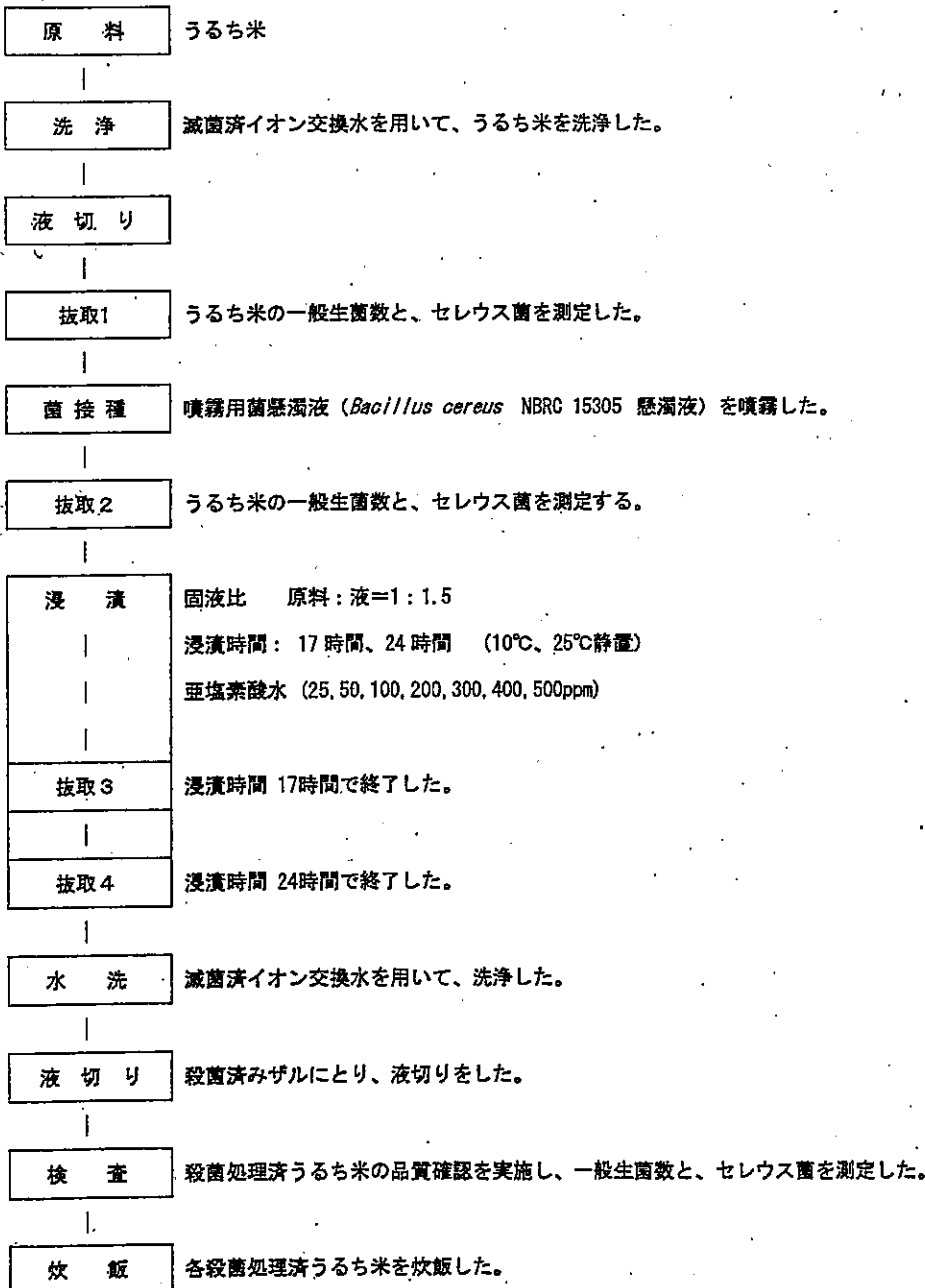 原　料　うるち米
洗　浄　滅菌済イオン交換水を用いて、うるち米を洗浄した。
液 切 り
抜取1　うるち米の一般生菌数と、セレウス菌を測定した。
菌 接 種　噴霧用菌懸濁液（Bacillus cereus NBRC 15305 懸濁液）を噴霧した。
抜取２　うるち米の一般生菌数と、セレウス菌を測定する。
浸　漬　固液比　原料：液＝1：1.5
浸漬時間： 17 時間、24 時間　(10℃、25℃静置)
亜塩素酸水 (25, 50, 100, 200, 300, 400, 500ppm)
抜取３　浸漬時間 17時間で終了した。
抜取４　浸漬時間 24時間で終了した。
水　洗　滅菌済イオン交換水を用いて、洗浄した。
液 切 り　殺菌済みザルにとり、液切りをした。
検　査　殺菌処理済うるち米の品質確認を実施し、一般生菌数と、セレウス菌を測定した。
炊　飯　各殺菌処理済うるち米を炊飯した。